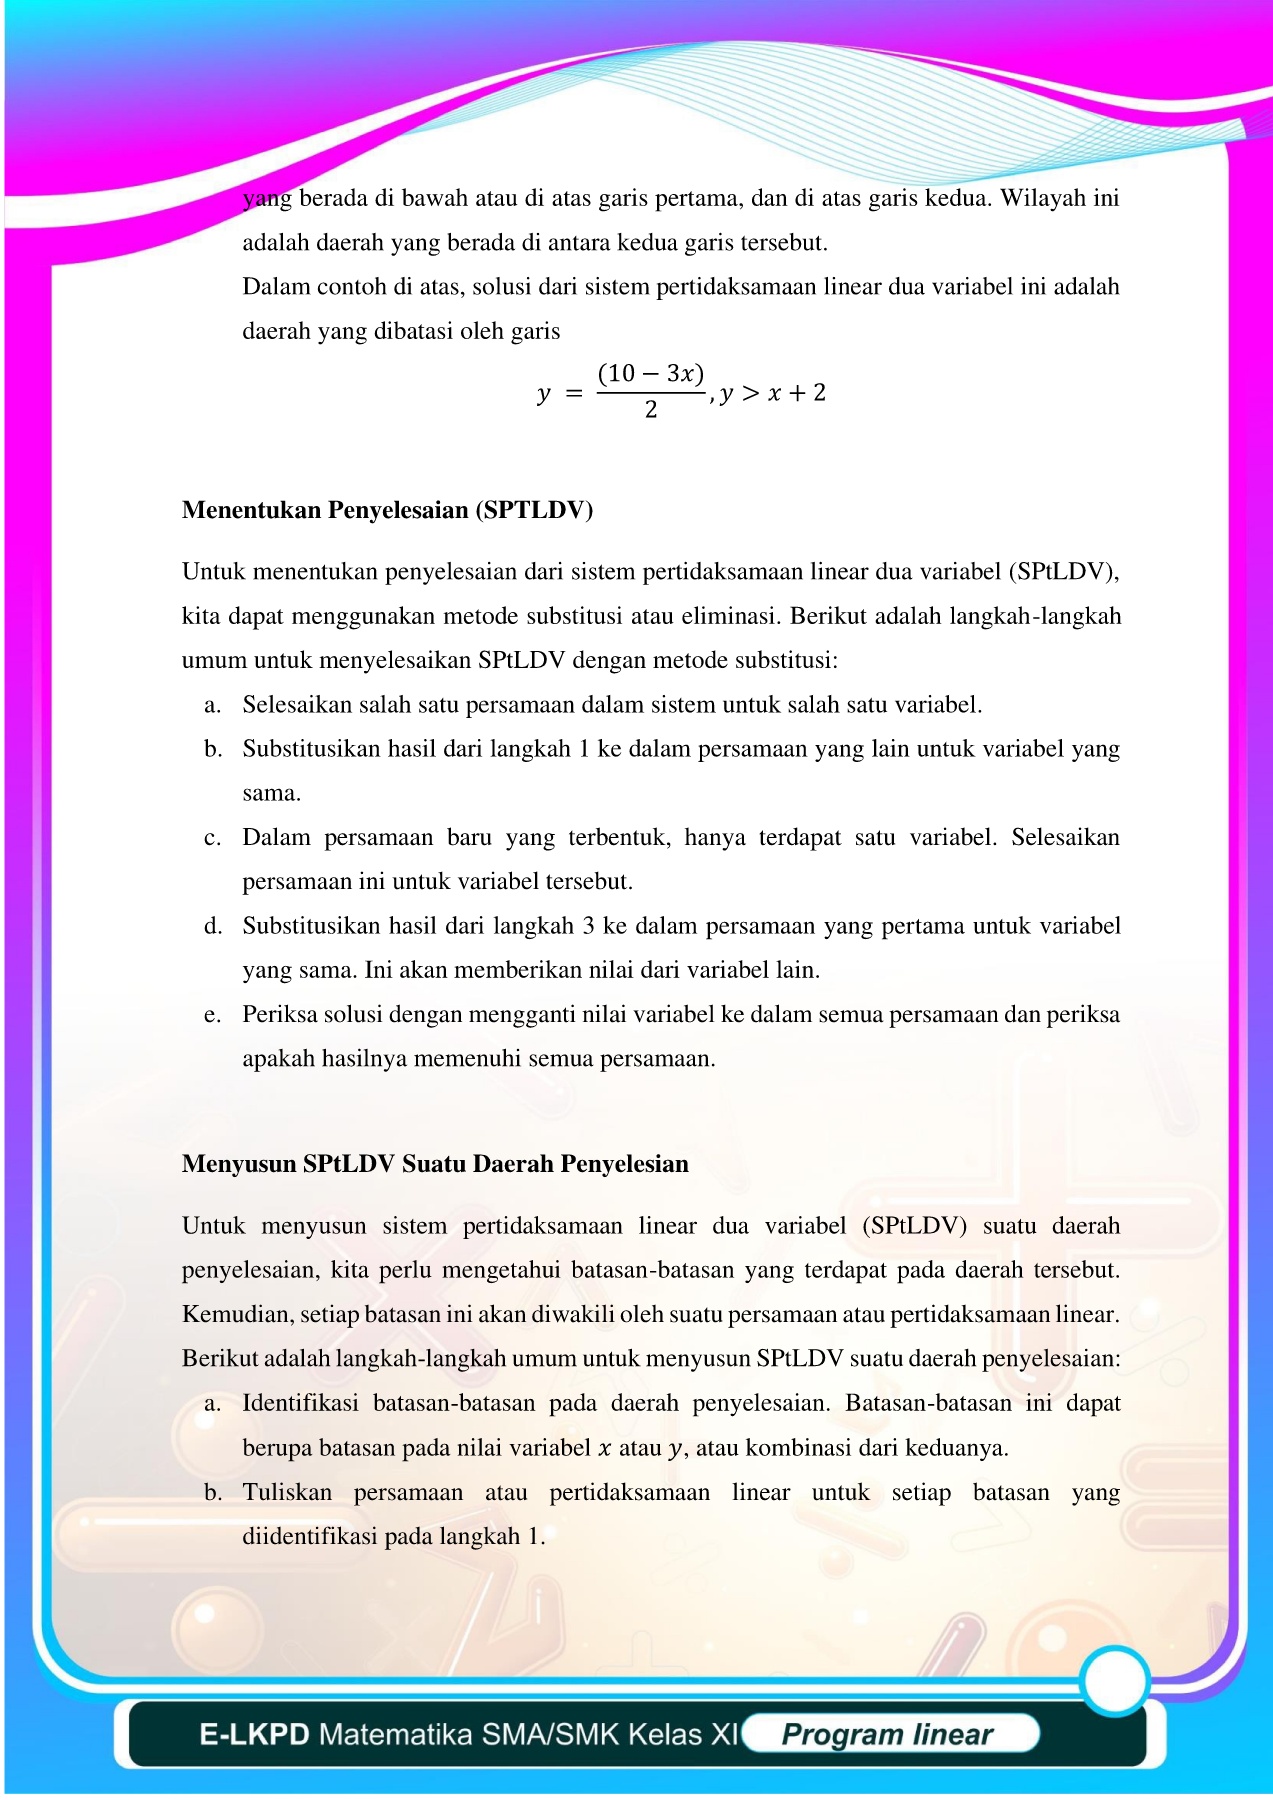 yang berada di bawah atau di atas garis pertama, dan di atas garis kedua. Wilayah ini
adalah daerah yang berada di antara kedua garis tersebut.
Dalam contoh di atas, solusi dari sistem pertidaksamaan linear dua variabel ini adalah
daerah yang dibatasi oleh garis
y = (10 − 3x)/2, y > x + 2
Menentukan Penyelesaian (SPTLDV)
Untuk menentukan penyelesaian dari sistem pertidaksamaan linear dua variabel (SPtLDV),
kita dapat menggunakan metode substitusi atau eliminasi. Berikut adalah langkah-langkah
umum untuk menyelesaikan SPtLDV dengan metode substitusi:
a. Selesaikan salah satu persamaan dalam sistem untuk salah satu variabel.
b. Substitusikan hasil dari langkah 1 ke dalam persamaan yang lain untuk variabel yang
sama.
c. Dalam persamaan baru yang terbentuk, hanya terdapat satu variabel. Selesaikan
persamaan ini untuk variabel tersebut.
d. Substitusikan hasil dari langkah 3 ke dalam persamaan yang pertama untuk variabel
yang sama. Ini akan memberikan nilai dari variabel lain.
e. Periksa solusi dengan mengganti nilai variabel ke dalam semua persamaan dan periksa
apakah hasilnya memenuhi semua persamaan.
Menyusun SPtLDV Suatu Daerah Penyelesian
Untuk menyusun sistem pertidaksamaan linear dua variabel (SPtLDV) suatu daerah
penyelesaian, kita perlu mengetahui batasan-batasan yang terdapat pada daerah tersebut.
Kemudian, setiap batasan ini akan diwakili oleh suatu persamaan atau pertidaksamaan linear.
Berikut adalah langkah-langkah umum untuk menyusun SPtLDV suatu daerah penyelesaian:
a. Identifikasi batasan-batasan pada daerah penyelesaian. Batasan-batasan ini dapat
berupa batasan pada nilai variabel x atau y, atau kombinasi dari keduanya.
b. Tuliskan persamaan atau pertidaksamaan linear untuk setiap batasan yang
diidentifikasi pada langkah 1.
E-LKPD Matematika SMA/SMK Kelas XI Program linear